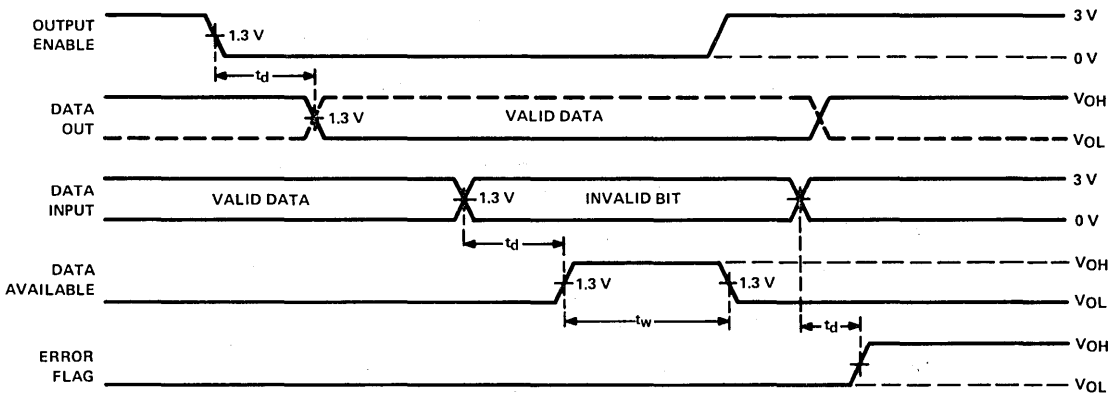 OUTPUT
ENABLE
1.3 V
3 V
0 V
td
DATA
OUT
1.3 V
VALID DATA
VOH
VOL
DATA
INPUT
VALID DATA
1.3 V
INVALID BIT
3 V
0 V
td
DATA
AVAILABLE
1.3 V
1.3 V
VOH
VOL
tw
td
ERROR
FLAG
VOH
VOL